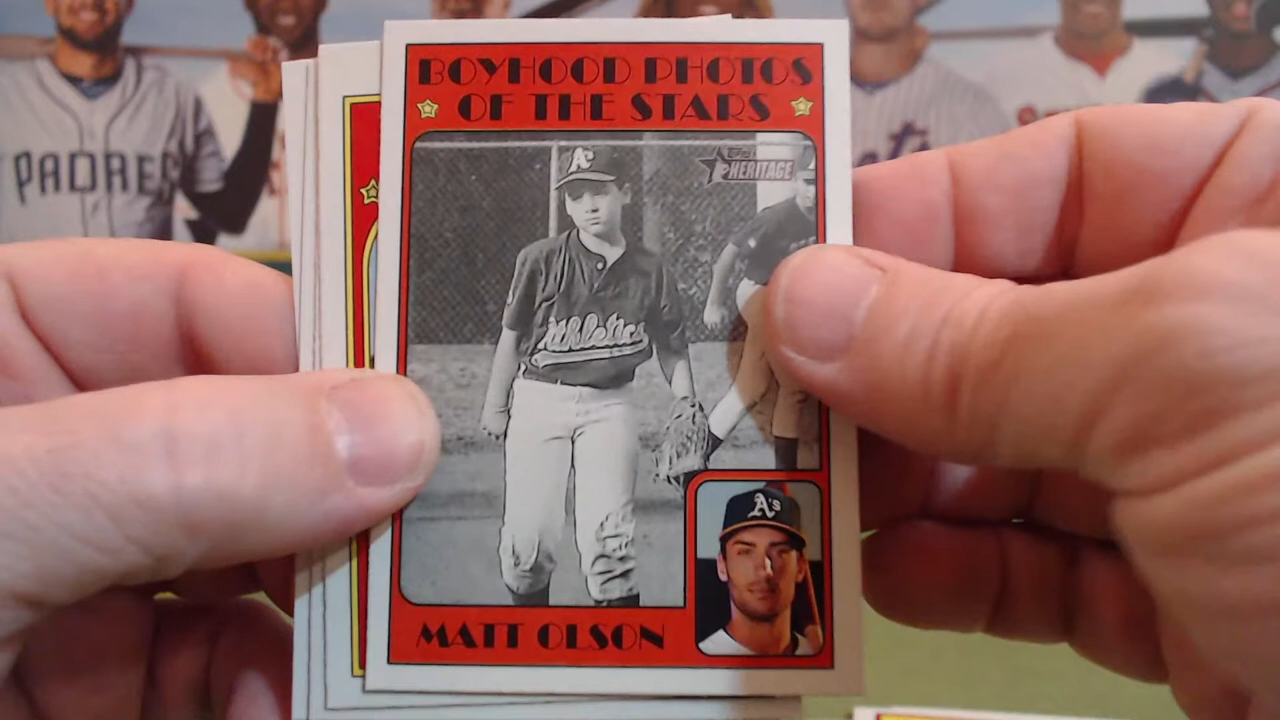 BOYHOOD PHOTOS
OF THE STARS
Topps
HERITAGE
A's
Athletics
A's
MATT OLSON
PADRES